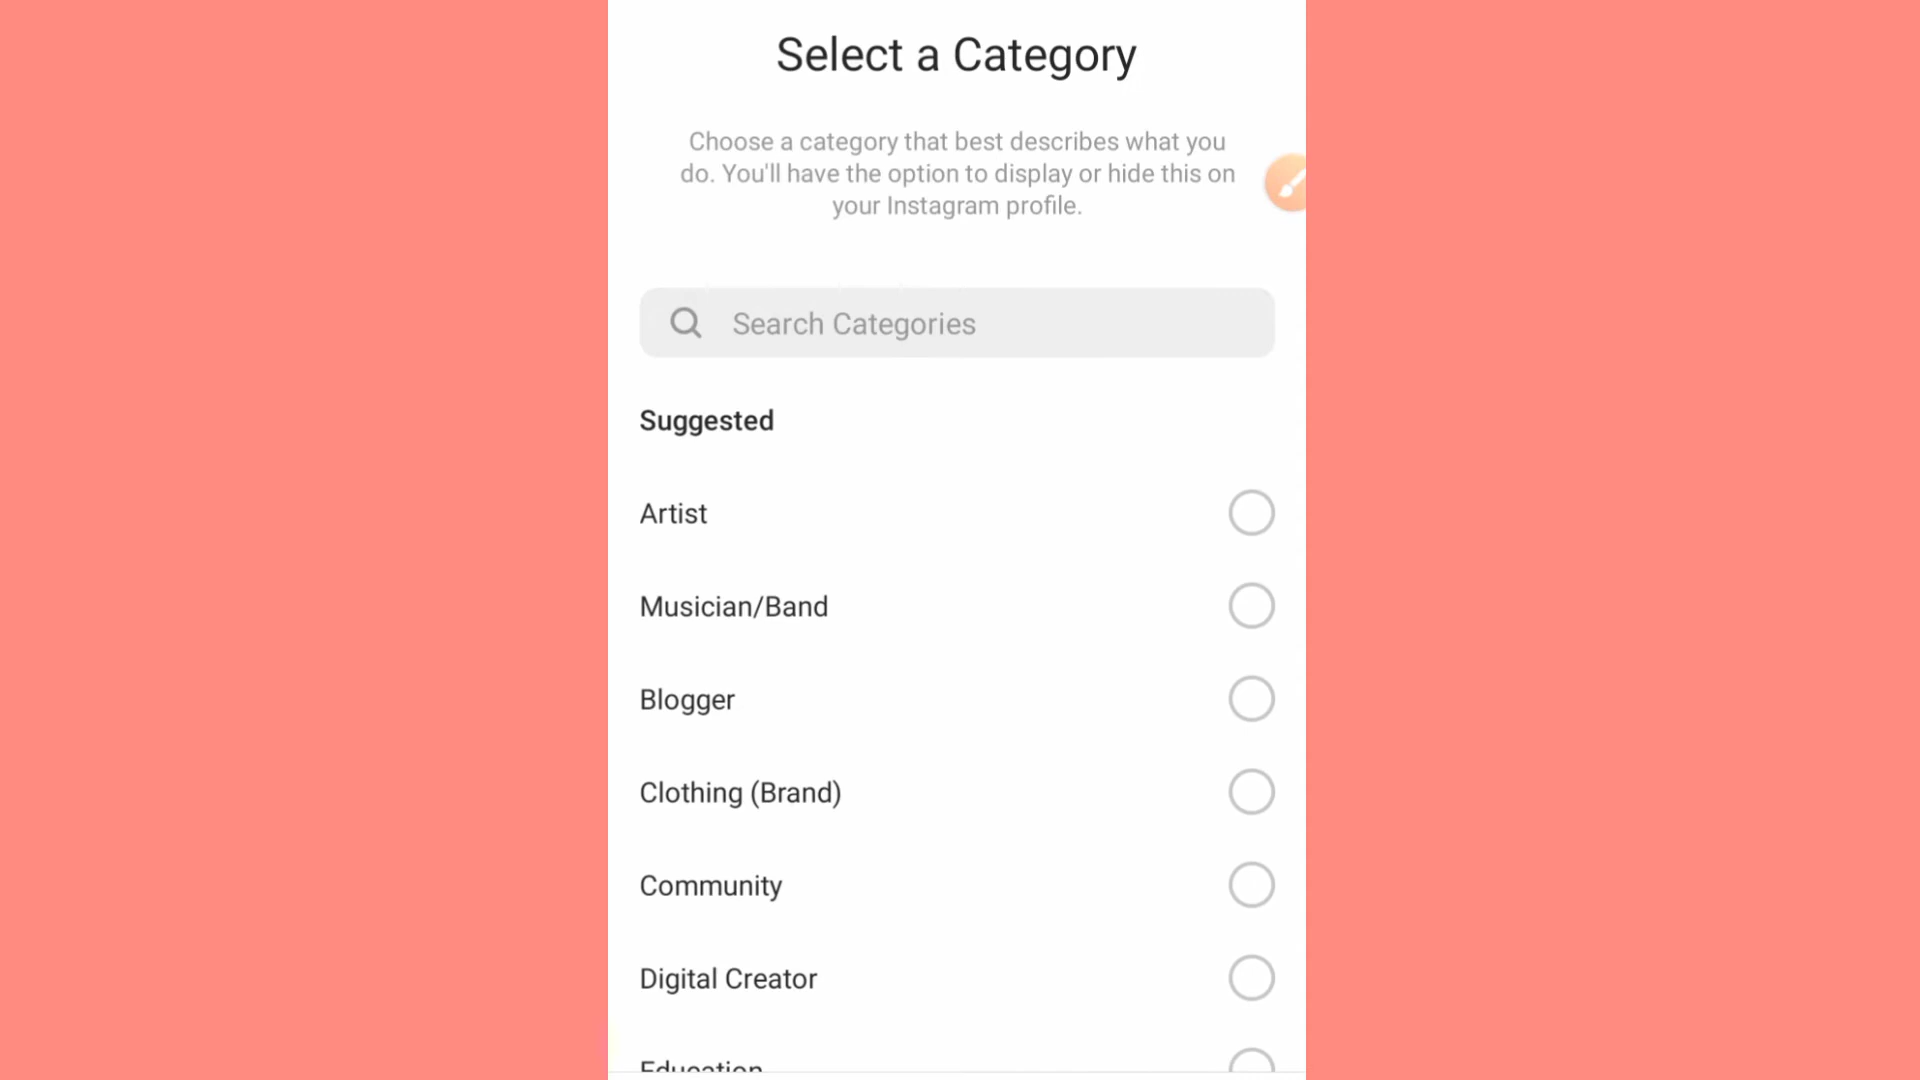 Select a Category
Choose a category that best describes what you
do. You'll have the option to display or hide this on
your Instagram profile.
Search Categories
Suggested
Artist
Musician/Band
Blogger
Clothing (Brand)
Community
Digital Creator
Education